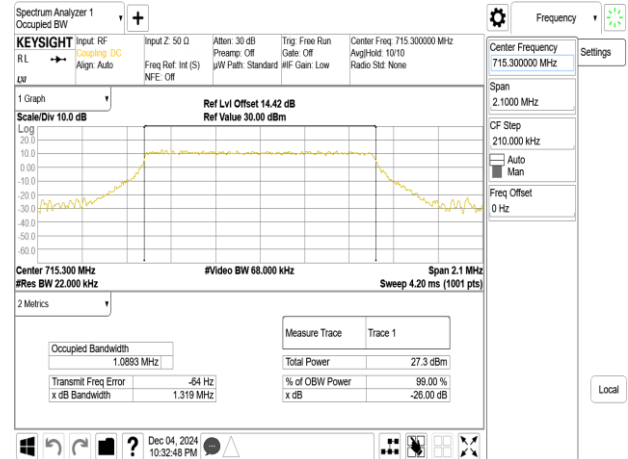 Spectrum Analyzer 1
Occupied BW
Frequency
KEYSIGHT
RL
LXI
Input: RF
Coupling: DC
Align: Auto
Input Z: 50 Ω
Freq Ref: Int (S)
NFE: Off
Atten: 30 dB
Preamp: Off
µW Path: Standard
Trig: Free Run
Gate: Off
#IF Gain: Low
Center Freq: 715.300000 MHz
Avg|Hold: 10/10
Radio Std: None
Center Frequency
715.300000 MHz
Settings
Span
2.1000 MHz
CF Step
210.000 kHz
Auto
Man
Freq Offset
0 Hz
Local
1 Graph
Scale/Div 10.0 dB
Ref Lvl Offset 14.42 dB
Ref Value 30.00 dBm
Log
20.0
10.0
0.00
-10.0
-20.0
-30.0
-40.0
-50.0
-60.0
Center 715.300 MHz
#Res BW 22.000 kHz
#Video BW 68.000 kHz
Span 2.1 MHz
Sweep 4.20 ms (1001 pts)
2 Metrics
Measure Trace Trace 1
Occupied Bandwidth
1.0893 MHz
Total Power 27.3 dBm
Transmit Freq Error -64 Hz
% of OBW Power 99.00 %
x dB Bandwidth 1.319 MHz
x dB -26.00 dB
?
Dec 04, 2024
10:32:48 PM